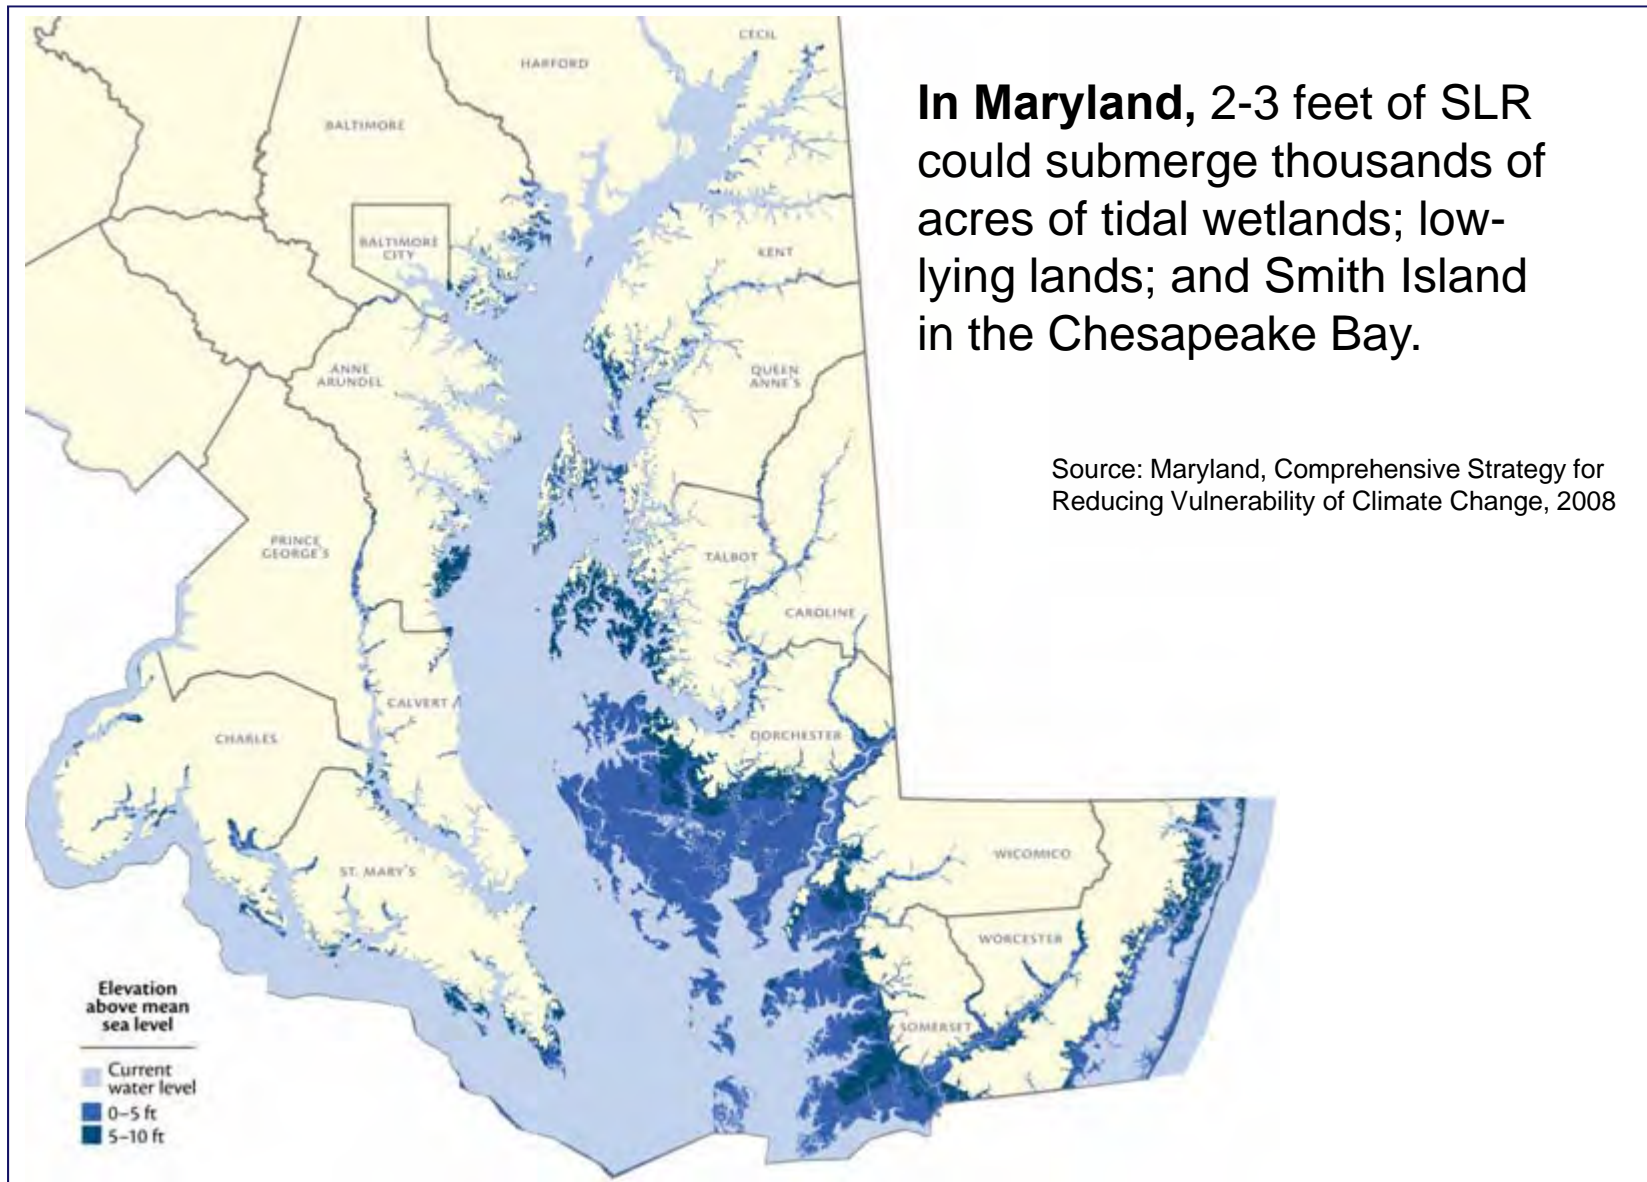 In Maryland, 2-3 feet of SLR
could submerge thousands of
acres of tidal wetlands; low-
lying lands; and Smith Island
in the Chesapeake Bay.
Source: Maryland, Comprehensive Strategy for
Reducing Vulnerability of Climate Change, 2008
CECIL
HARFORD
BALTIMORE
BALTIMORE
CITY
KENT
ANNE
ARUNDEL
QUEEN
ANNE'S
PRINCE
GEORGE'S
TALBOT
CAROLINE
CALVERT
CHARLES
DORCHESTER
ST. MARY'S
WICOMICO
WORCESTER
SOMERSET
Elevation
above mean
sea level
Current
water level
0–5 ft
5–10 ft